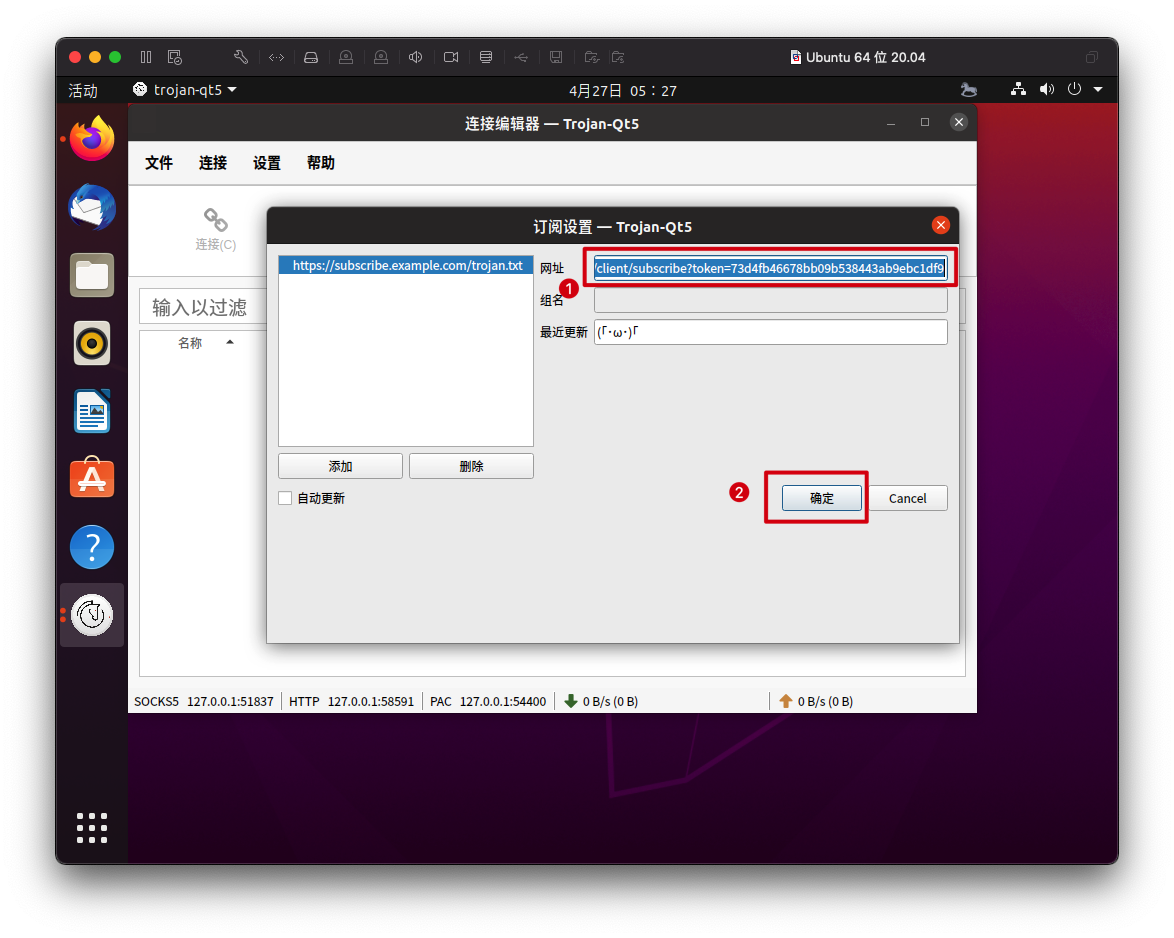 Ubuntu 64 位 20.04
活动
trojan-qt5
4月27日 05：27
连接编辑器 — Trojan-Qt5
文件 连接 设置 帮助
连接(C)
订阅设置 — Trojan-Qt5
https://subscribe.example.com/trojan.txt
网址
/client/subscribe?token=73d4fb46678bb09b538443ab9ebc1df9
1
组名
最近更新
(｢･ω･)｢
输入以过滤
名称
添加
删除
自动更新
2
确定
Cancel
SOCKS5 127.0.0.1:51837 HTTP 127.0.0.1:58591 PAC 127.0.0.1:54400 0 B/s (0 B) 0 B/s (0 B)